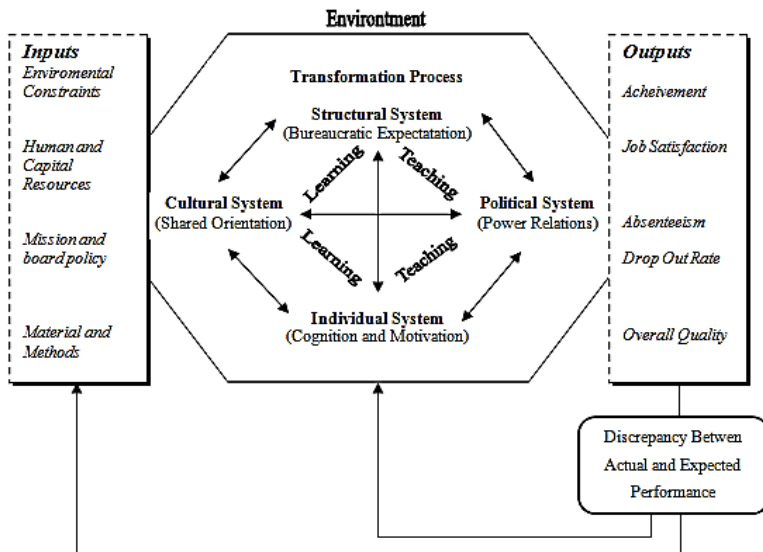 Environtment
Inputs
Enviromental
Constraints
Human and
Capital
Resources
Mission and
board policy
Material and
Methods
Transformation Process
Structural System
(Bureaucratic Expectatation)
Learning
Teaching
Cultural System
(Shared Orientation)
Political System
(Power Relations)
Learning
Teaching
Individual System
(Cognition and Motivation)
Outputs
Acheivement
Job Satisfaction
Absenteeism
Drop Out Rate
Overall Quality
Discrepancy Betwen
Actual and Expected
Performance